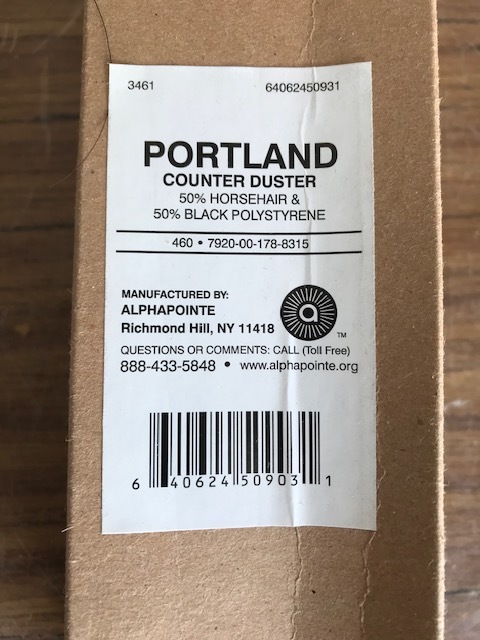 3461 64062450931
PORTLAND
COUNTER DUSTER
50% HORSEHAIR &
50% BLACK POLYSTYRENE
460 • 7920-00-178-8315
MANUFACTURED BY:
ALPHAPOINTE
Richmond Hill, NY 11418
a
TM
QUESTIONS OR COMMENTS: CALL (Toll Free)
888-433-5848 • www.alphapointe.org
6 40624 50903 1